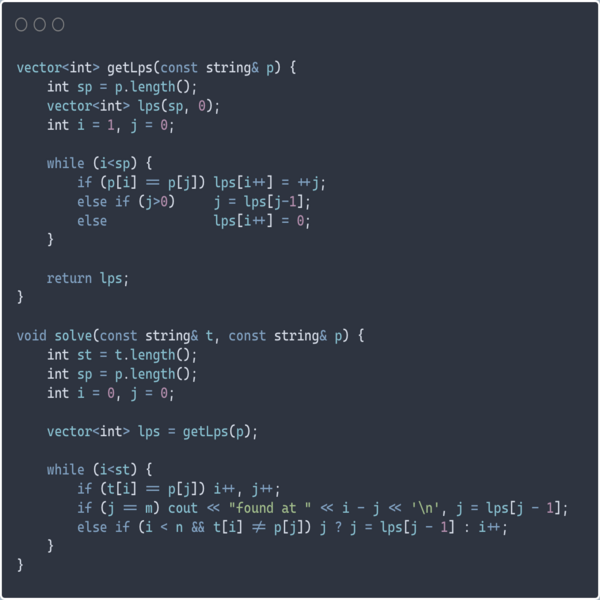 vector<int> getLps(const string& p) {
    int sp = p.length();
    vector<int> lps(sp, 0);
    int i = 1, j = 0;

    while (i<sp) {
        if (p[i] == p[j]) lps[i++] = ++j;
        else if (j>0)     j = lps[j-1];
        else              lps[i++] = 0;
    }

    return lps;
}

void solve(const string& t, const string& p) {
    int st = t.length();
    int sp = p.length();
    int i = 0, j = 0;

    vector<int> lps = getLps(p);

    while (i<st) {
        if (t[i] == p[j]) i++, j++;
        if (j == m) cout << "found at " << i - j << '\n', j = lps[j - 1];
        else if (i < n && t[i] != p[j]) j ? j = lps[j - 1] : i++;
    }
}